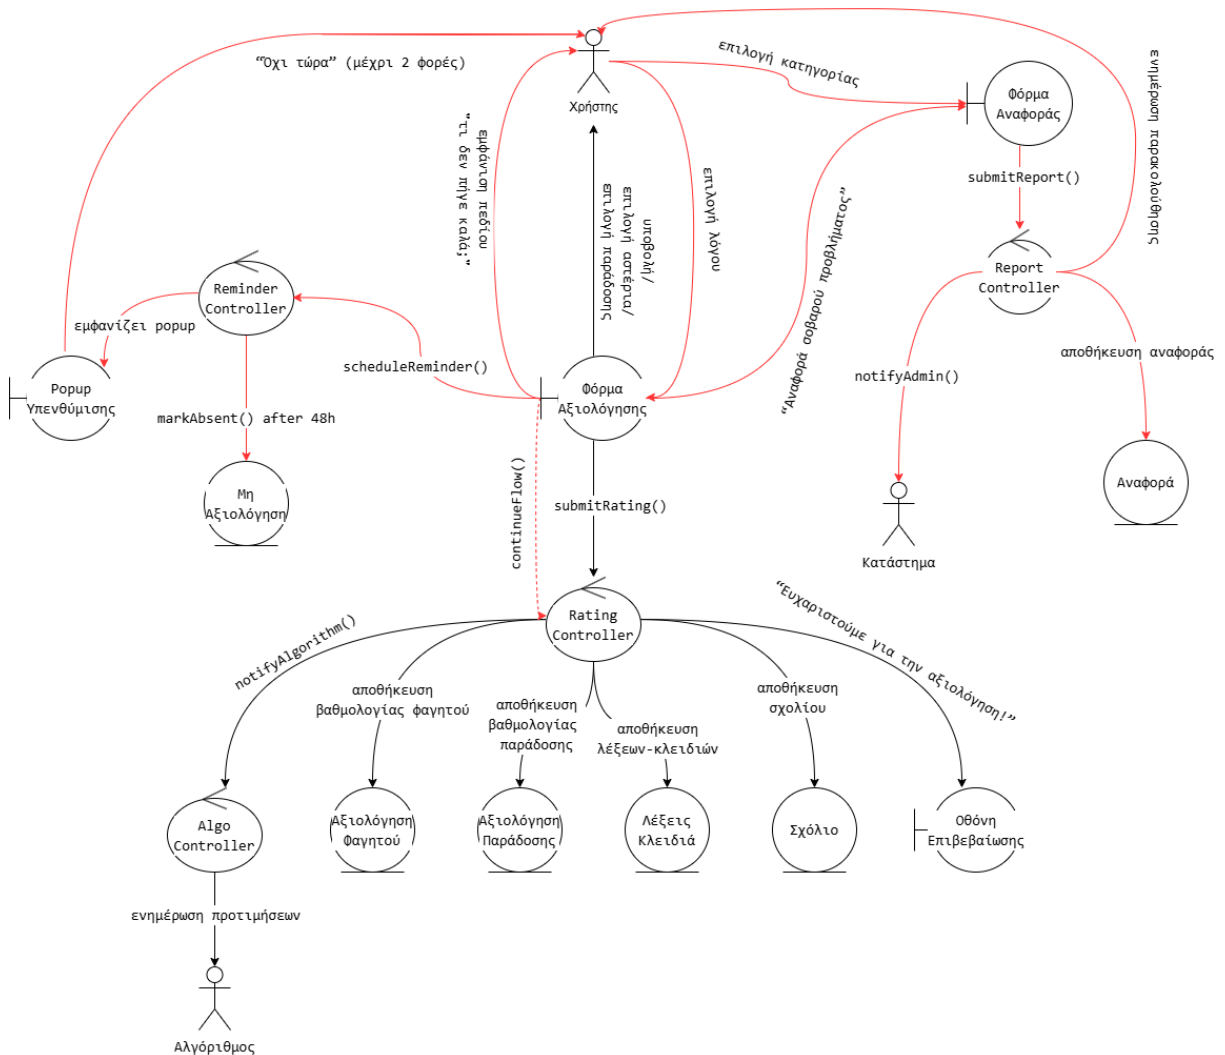 “Όχι τώρα” (μέχρι 2 φορές)
Χρήστης
επιλογή κατηγορίας
Φόρμα
Αναφοράς
ενημέρωση παρακολούθησης
εμφάνιση πεδίου
“τι δεν πήγε καλά;”
υποβολή/
επιλογή αστέρια/
επιλογή παράδοσης
επιλογή λόγου
“Αναφορά σοβαρού προβλήματος”
submitReport()
Report
Controller
Reminder
Controller
εμφανίζει popup
scheduleReminder()
Popup
Υπενθύμισης
markAbsent() after 48h
Μη
Αξιολόγηση
Φόρμα
Αξιολόγησης
notifyAdmin()
αποθήκευση αναφοράς
Αναφορά
Κατάστημα
continueFlow()
submitRating()
Rating
Controller
notifyAlgorithm()
αποθήκευση
βαθμολογίας φαγητού
αποθήκευση
βαθμολογίας
παράδοσης
αποθήκευση
λέξεων-κλειδιών
αποθήκευση
σχολίου
“Ευχαριστούμε για την αξιολόγηση!”
Algo
Controller
Αξιολόγηση
Φαγητού
Αξιολόγηση
Παράδοσης
Λέξεις
Κλειδιά
Σχόλιο
Οθόνη
Επιβεβαίωσης
ενημέρωση προτιμήσεων
Αλγόριθμος